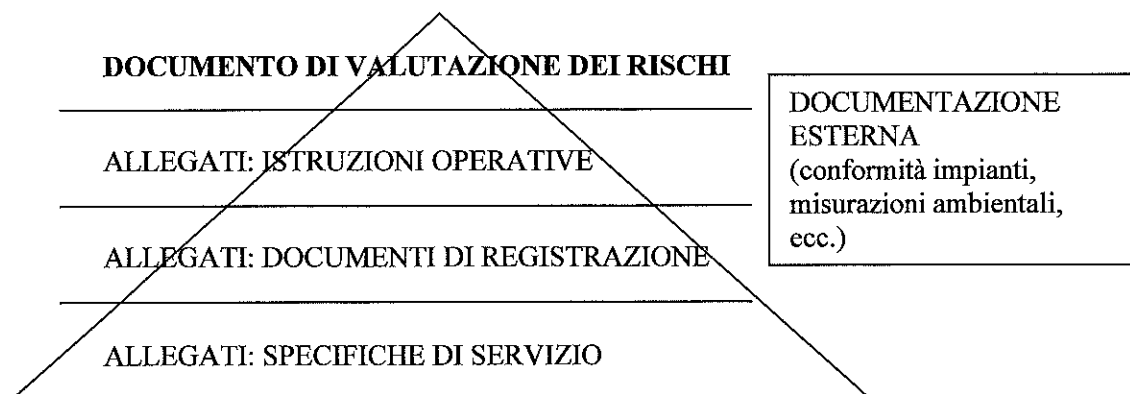 DOCUMENTO DI VALUTAZIONE DEI RISCHI
ALLEGATI: ISTRUZIONI OPERATIVE
ALLEGATI: DOCUMENTI DI REGISTRAZIONE
ALLEGATI: SPECIFICHE DI SERVIZIO
DOCUMENTAZIONE
ESTERNA
(conformità impianti,
misurazioni ambientali,
ecc.)